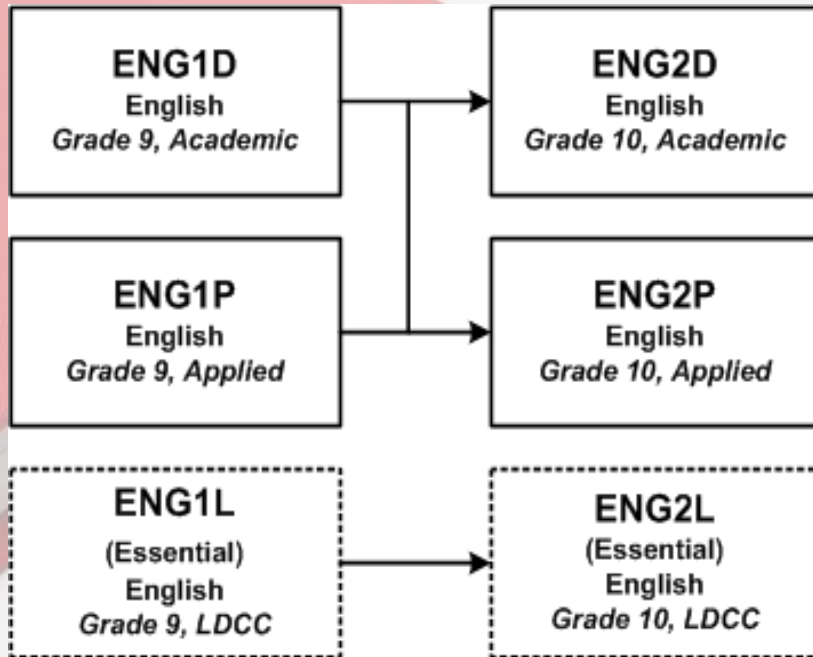 ENG1D
English
Grade 9, Academic
ENG2D
English
Grade 10, Academic
ENG1P
English
Grade 9, Applied
ENG2P
English
Grade 10, Applied
ENG1L
(Essential)
English
Grade 9, LDCC
ENG2L
(Essential)
English
Grade 10, LDCC